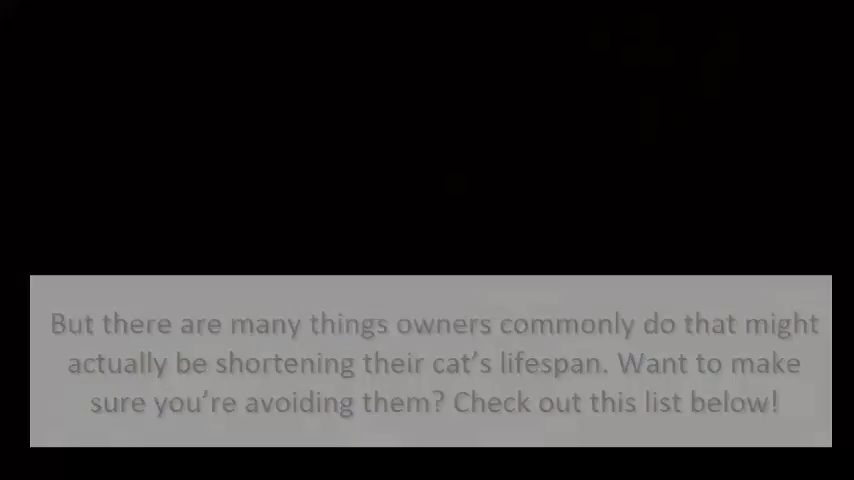 But there are many things owners commonly do that might
actually be shortening their cat’s lifespan. Want to make
sure you’re avoiding them? Check out this list below!